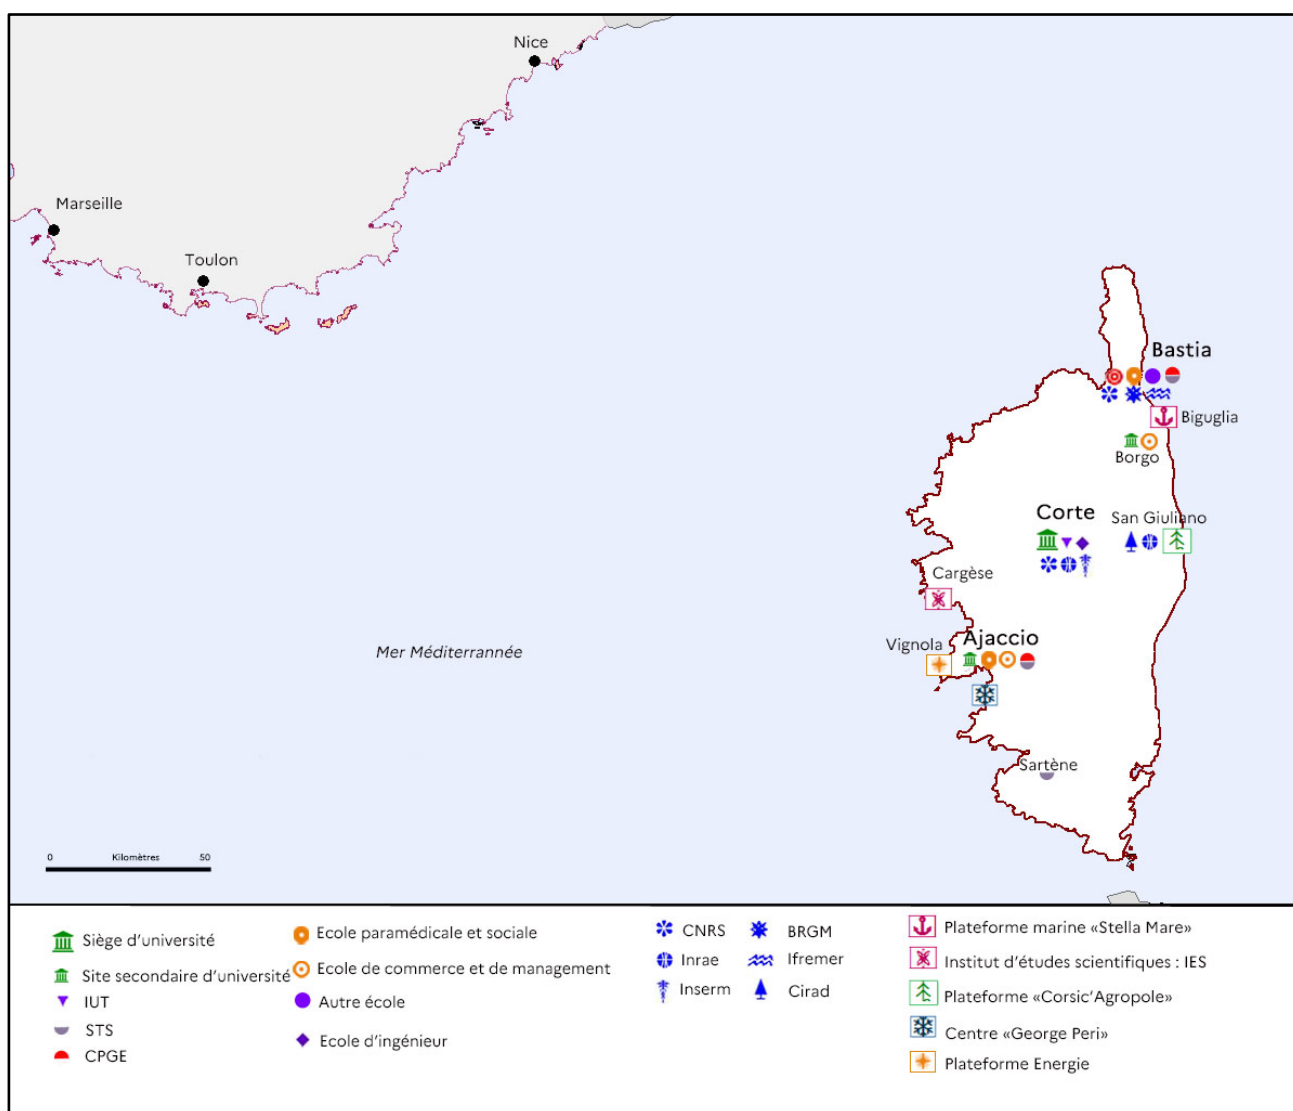 Nice
Marseille
Toulon
Bastia
Biguglia
Borgo
Corte
San Giuliano
Cargèse
Vignola
Ajaccio
Mer Méditerrannée
Sartène
0 Kilomètres 50
Siège d'université
Site secondaire d'université
IUT
STS
CPGE
Ecole paramédicale et sociale
Ecole de commerce et de management
Autre école
Ecole d'ingénieur
CNRS
Inrae
Inserm
BRGM
Ifremer
Cirad
Plateforme marine «Stella Mare»
Institut d'études scientifiques : IES
Plateforme «Corsic'Agropole»
Centre «George Peri»
Plateforme Energie